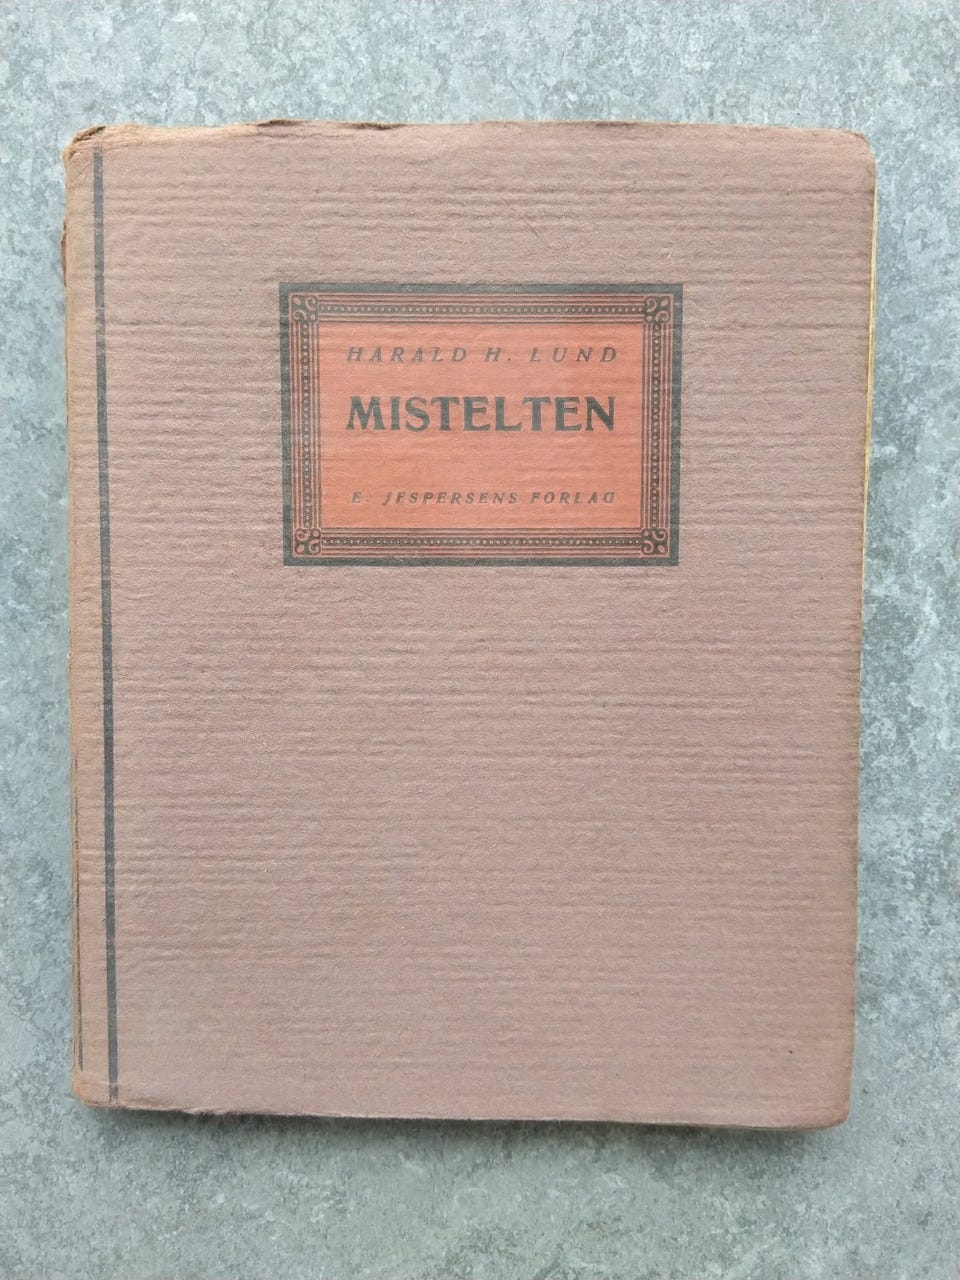 HARALD H. LUND
MISTELTEN
E. JESPERSENS FORLAG